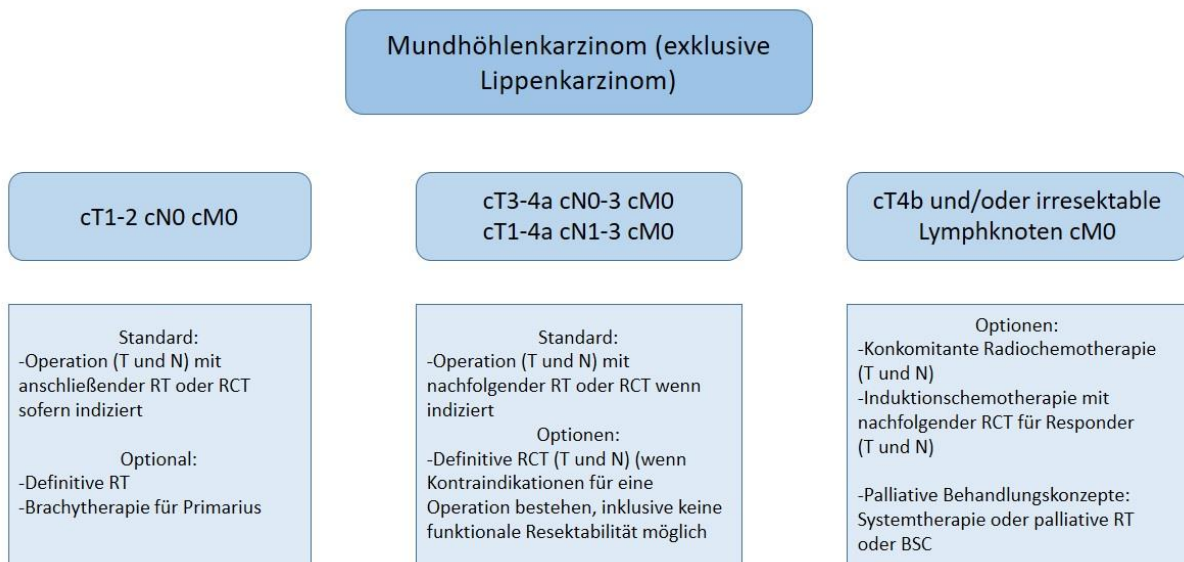 Mundhöhlenkarzinom (exklusive
Lippenkarzinom)
cT1-2 cN0 cM0
cT3-4a cN0-3 cM0
cT1-4a cN1-3 cM0
cT4b und/oder irresektable
Lymphknoten cM0
Standard:
-Operation (T und N) mit
anschließender RT oder RCT
sofern indiziert
Optional:
-Definitive RT
-Brachytherapie für Primarius
Standard:
-Operation (T und N) mit
nachfolgender RT oder RCT wenn
indiziert
Optionen:
-Definitive RCT (T und N) (wenn
Kontraindikationen für eine
Operation bestehen, inklusive keine
funktionale Resektabilität möglich
Optionen:
-Konkomitante Radiochemotherapie
(T und N)
-Induktionschemotherapie mit
nachfolgender RCT für Responder
(T und N)
-Palliative Behandlungskonzepte:
Systemtherapie oder palliative RT
oder BSC